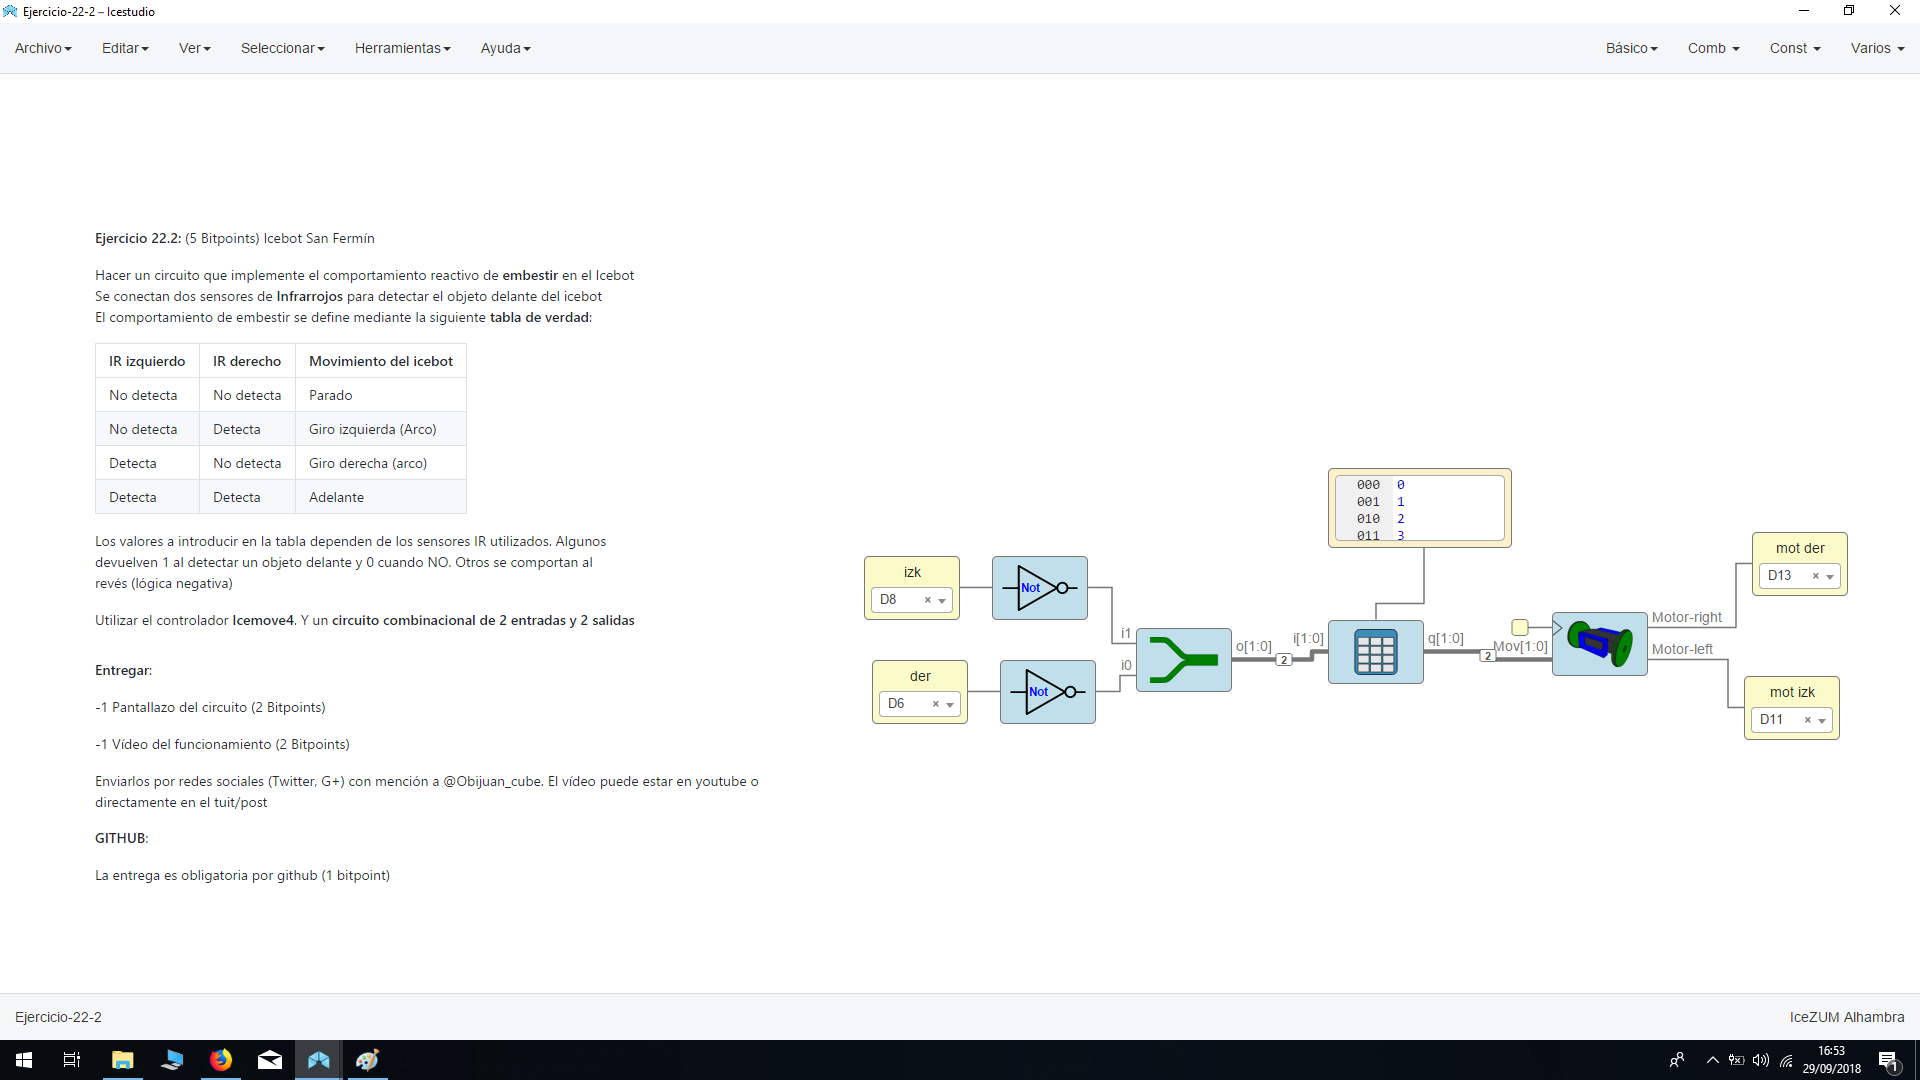 Ejercicio-22-2 – Icestudio
Archivo Editar Ver Seleccionar Herramientas Ayuda Básico Comb Const Varios
Ejercicio 22.2: (5 Bitpoints) Icebot San Fermín
Hacer un circuito que implemente el comportamiento reactivo de embestir en el Icebot
Se conectan dos sensores de Infrarrojos para detectar el objeto delante del icebot
El comportamiento de embestir se define mediante la siguiente tabla de verdad:
IR izquierdo IR derecho Movimiento del icebot
No detecta No detecta Parado
No detecta Detecta Giro izquierda (Arco)
Detecta No detecta Giro derecha (arco)
Detecta Detecta Adelante
Los valores a introducir en la tabla dependen de los sensores IR utilizados. Algunos
devuelven 1 al detectar un objeto delante y 0 cuando NO. Otros se comportan al
revés (lógica negativa)
Utilizar el controlador Icemove4. Y un circuito combinacional de 2 entradas y 2 salidas
Entregar:
-1 Pantallazo del circuito (2 Bitpoints)
-1 Vídeo del funcionamiento (2 Bitpoints)
Enviarlos por redes sociales (Twitter, G+) con mención a @Obijuan_cube. El vídeo puede estar en youtube o
directamente en el tuit/post
GITHUB:
La entrega es obligatoria por github (1 bitpoint)
000 0
001 1
010 2
011 3
izk
D8
Not
der
D6
Not
i1
i0
o[1:0]
2
i[1:0]
q[1:0]
2
Mov[1:0]
Motor-right
Motor-left
mot der
D13
mot izk
D11
Ejercicio-22-2
IceZUM Alhambra
16:53
29/09/2018
1